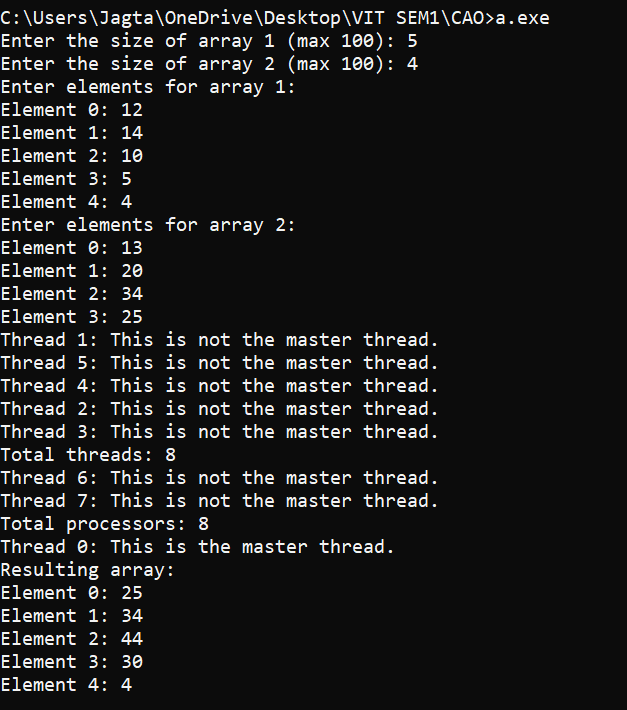 C:\Users\Jagta\OneDrive\Desktop\VIT SEM1\CAO>a.exe
Enter the size of array 1 (max 100): 5
Enter the size of array 2 (max 100): 4
Enter elements for array 1:
Element 0: 12
Element 1: 14
Element 2: 10
Element 3: 5
Element 4: 4
Enter elements for array 2:
Element 0: 13
Element 1: 20
Element 2: 34
Element 3: 25
Thread 1: This is not the master thread.
Thread 5: This is not the master thread.
Thread 4: This is not the master thread.
Thread 2: This is not the master thread.
Thread 3: This is not the master thread.
Total threads: 8
Thread 6: This is not the master thread.
Thread 7: This is not the master thread.
Total processors: 8
Thread 0: This is the master thread.
Resulting array:
Element 0: 25
Element 1: 34
Element 2: 44
Element 3: 30
Element 4: 4